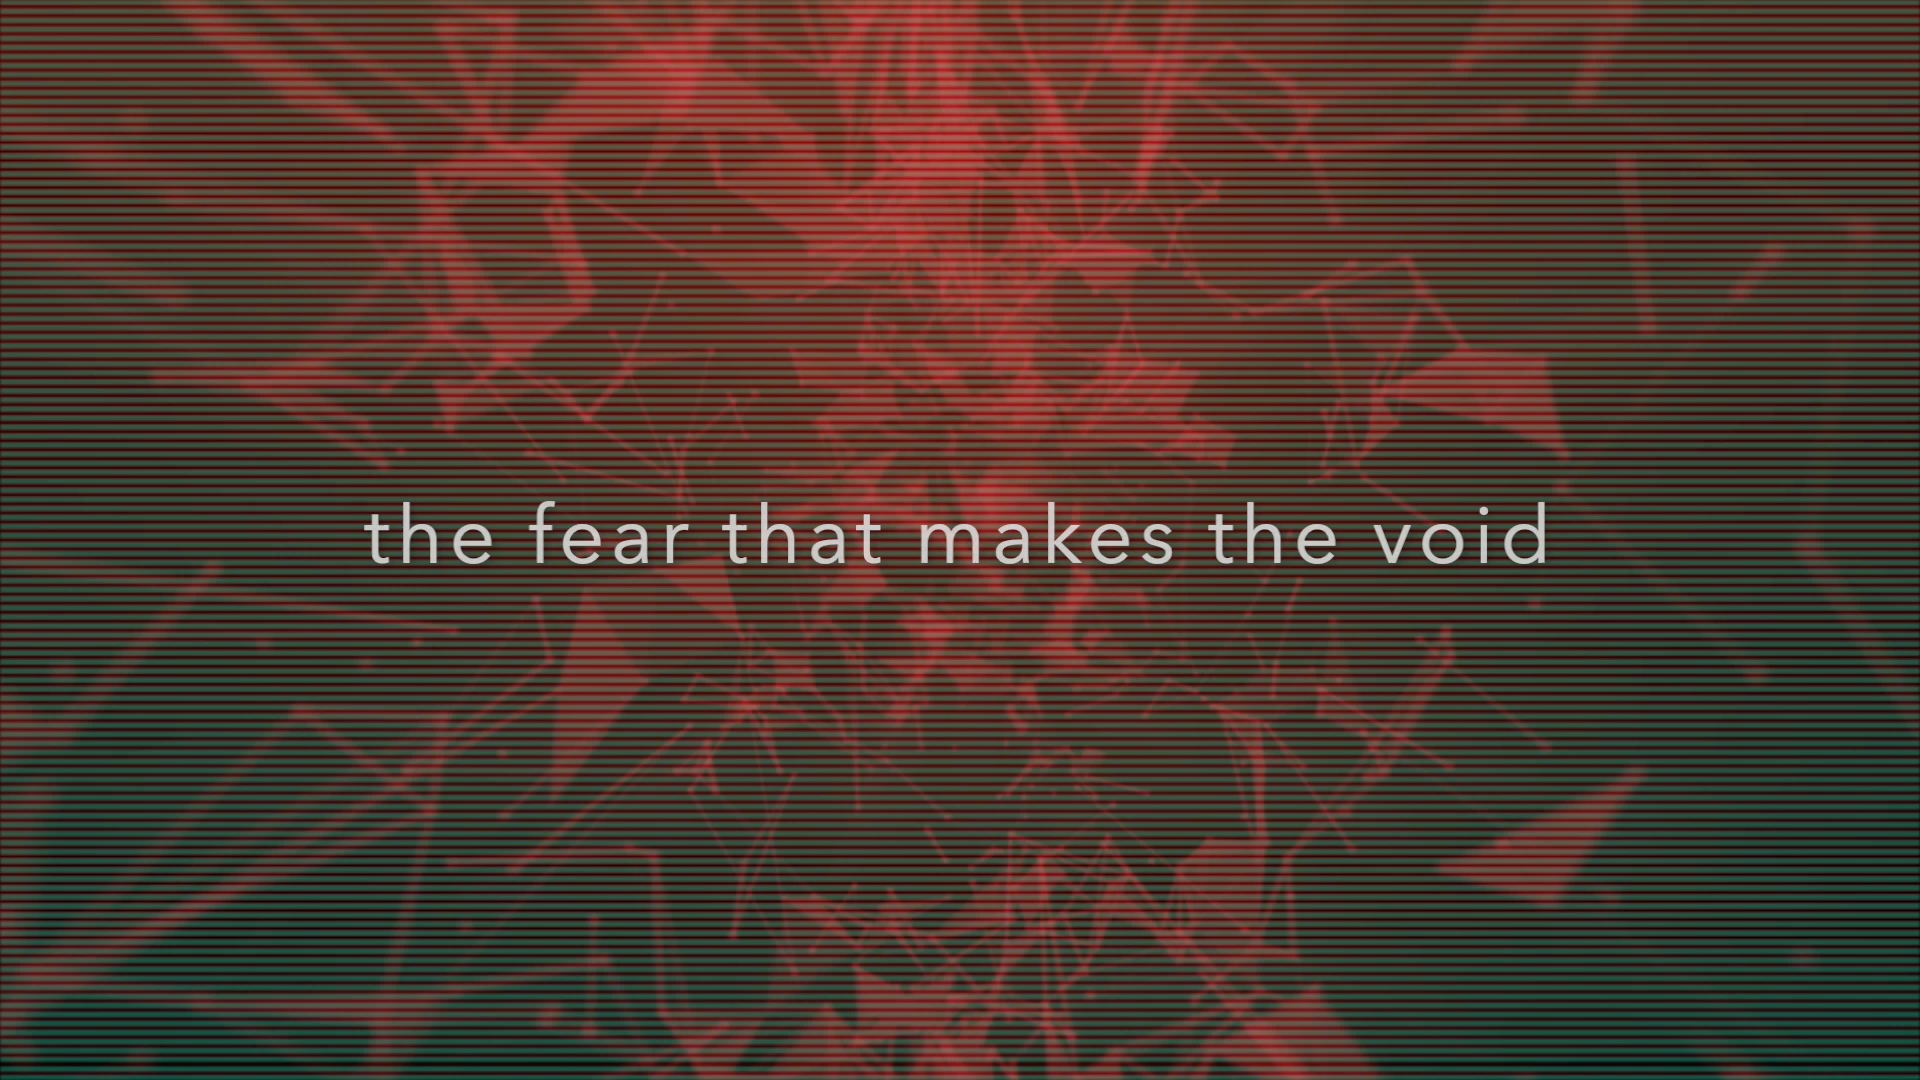 the fear that makes the void